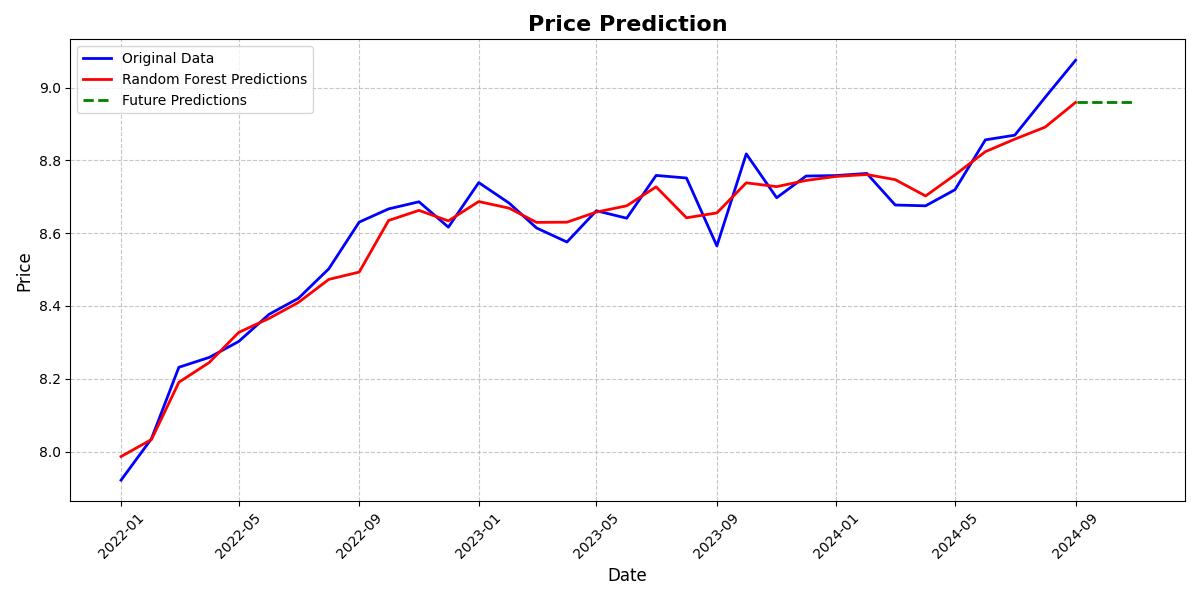 Price Prediction
Original Data
Random Forest Predictions
Future Predictions
Price
9.0
8.8
8.6
8.4
8.2
8.0
2022-01
2022-05
2022-09
2023-01
2023-05
2023-09
2024-01
2024-05
2024-09
Date